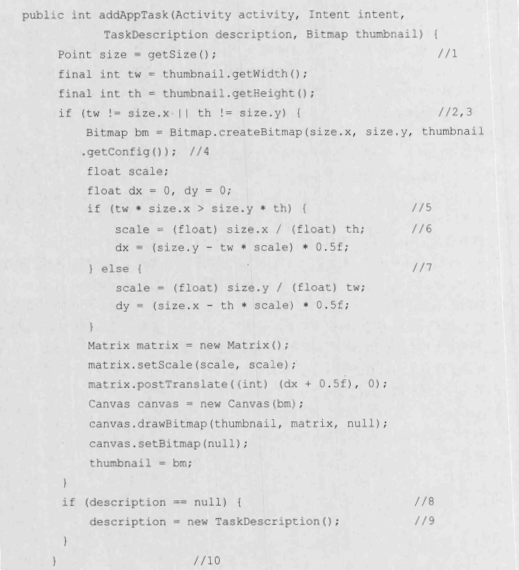 public int addAppTask(Activity activity, Intent intent,
TaskDescription description, Bitmap thumbnail) {
Point size = getSize(); //1
final int tw = thumbnail.getWidth();
final int th = thumbnail.getHeight();
if (tw != size.x || th != size.y) { //2,3
Bitmap bm = Bitmap.createBitmap(size.x, size.y, thumbnail
.getConfig()); //4
float scale;
float dx = 0, dy = 0;
if (tw * size.x > size.y * th) { //5
scale = (float) size.x / (float) th; //6
dx = (size.y - tw * scale) * 0.5f;
} else { //7
scale = (float) size.y / (float) tw;
dy = (size.x - th * scale) * 0.5f;
}
Matrix matrix = new Matrix();
matrix.setScale(scale, scale);
matrix.postTranslate((int) (dx + 0.5f), 0);
Canvas canvas = new Canvas(bm);
canvas.drawBitmap(thumbnail, matrix, null);
canvas.setBitmap(null);
thumbnail = bm;
}
if (description == null) { //8
description = new TaskDescription(); //9
}
} //10